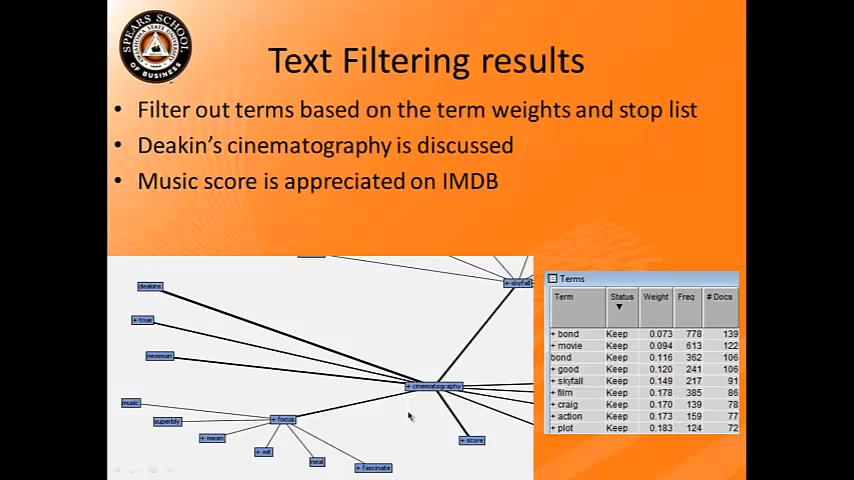 SPEARS SCHOOL
OKLAHOMA STATE UNIVERSITY
OF BUSINESS
Text Filtering results
• Filter out terms based on the term weights and stop list
• Deakin's cinematography is discussed
• Music score is appreciated on IMDB
deakins
+ true
newman
music
superbly
+ mean
+ wit
neal
+ fascinate
+ focus
+ cinematography
+ score
+ skyfall
Terms
Term Status Weight Freq # Docs
+ bond Keep 0.073 778 139
+ movie Keep 0.094 613 122
bond Keep 0.116 362 106
+ good Keep 0.120 241 106
+ skyfall Keep 0.149 217 91
+ film Keep 0.178 385 86
+ craig Keep 0.170 139 78
+ action Keep 0.173 159 77
+ plot Keep 0.183 124 72